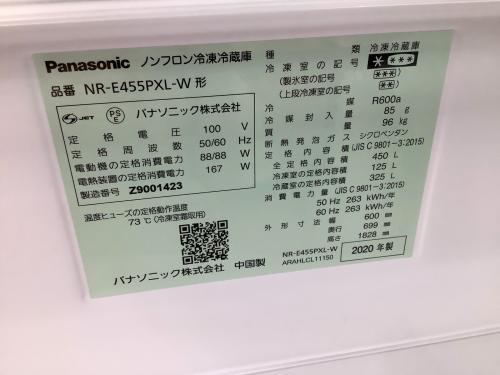 Panasonic ノンフロン冷凍冷蔵庫
品番 NR-E455PXL-W 形
JET PSE パナソニック株式会社
定格電圧 100 V
定格周波数 50/60 Hz
電動機の定格消費電力 88/88 W
電熱装置の定格消費電力 167 W
製造番号 Z9001423
温度ヒューズの定格動作温度
73℃(冷凍室霜取用)
パナソニック株式会社 中国製
種類 冷凍冷蔵庫
冷凍室の記号 ****
(製氷室の記号) (***)
(上段冷凍室の記号) (***)
冷媒 R600a
冷媒封入量 85 g
質量 96 kg
断熱発泡ガス シクロペンタン
定格内容積 (JIS C 9801-3:2015)
全定格内容積 450 L
冷凍室の定格内容積 125 L
冷蔵室の定格内容積 325 L
消費電力量 (JIS C 9801-3:2015)
50 Hz 263 kWh/年
60 Hz 263 kWh/年
外形寸法 幅 600 mm
奥行 699 mm
高さ 1828 mm
NR-E455PXL-W
ARAHLCL11150
2020 年製